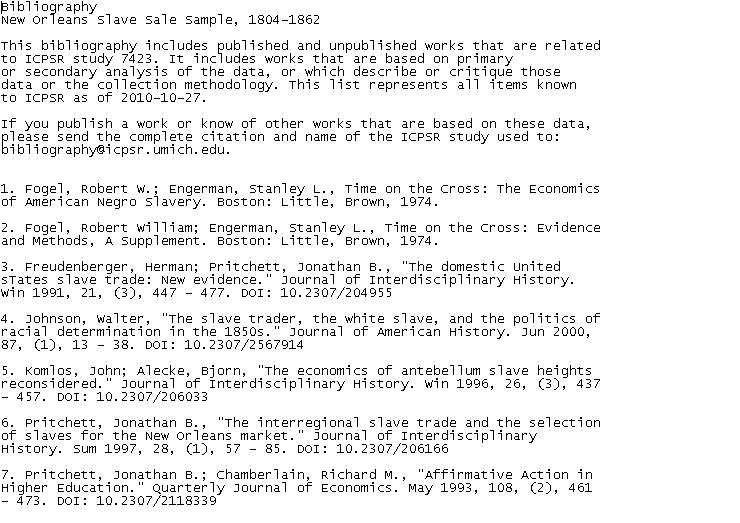 Bibliography
New Orleans Slave Sale Sample, 1804-1862
This bibliography includes published and unpublished works that are related
to ICPSR study 7423. It includes works that are based on primary
or secondary analysis of the data, or which describe or critique those
data or the collection methodology. This list represents all items known
to ICPSR as of 2010-10-27.
If you publish a work or know of other works that are based on these data,
please send the complete citation and name of the ICPSR study used to:
bibliography@icpsr.umich.edu.
1. Fogel, Robert W.; Engerman, Stanley L., Time on the Cross: The Economics
of American Negro Slavery. Boston: Little, Brown, 1974.
2. Fogel, Robert William; Engerman, Stanley L., Time on the Cross: Evidence
and Methods, A Supplement. Boston: Little, Brown, 1974.
3. Freudenberger, Herman; Pritchett, Jonathan B., "The domestic United
sTates slave trade: New evidence." Journal of Interdisciplinary History.
Win 1991, 21, (3), 447 - 477. DOI: 10.2307/204955
4. Johnson, Walter, "The slave trader, the white slave, and the politics of
racial determination in the 1850s." Journal of American History. Jun 2000,
87, (1), 13 - 38. DOI: 10.2307/2567914
5. Komlos, John; Alecke, Bjorn, "The economics of antebellum slave heights
reconsidered." Journal of Interdisciplinary History. Win 1996, 26, (3), 437
- 457. DOI: 10.2307/206033
6. Pritchett, Jonathan B., "The interregional slave trade and the selection
of slaves for the New Orleans market." Journal of Interdisciplinary
History. Sum 1997, 28, (1), 57 - 85. DOI: 10.2307/206166
7. Pritchett, Jonathan B.; Chamberlain, Richard M., "Affirmative Action in
Higher Education." Quarterly Journal of Economics. May 1993, 108, (2), 461
- 473. DOI: 10.2307/2118339